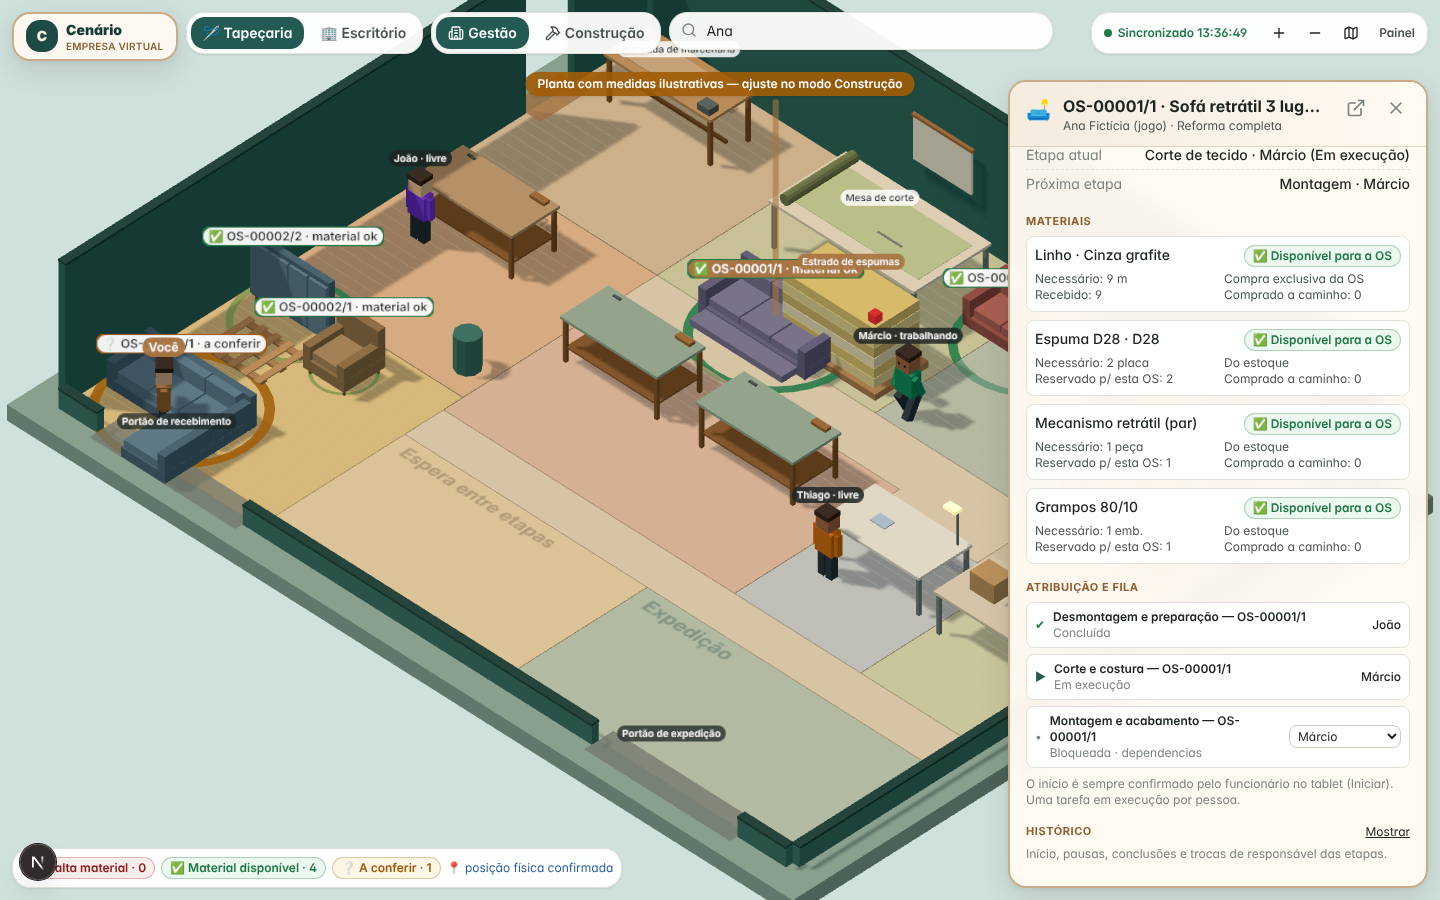 C
Cenário
EMPRESA VIRTUAL
Tapeçaria
Escritório
Gestão
Construção
Ana
Sincronizado 13:36:49
Painel
de marcenaria
Planta com medidas ilustrativas — ajuste no modo Construção
João · livre
Mesa de corte
OS-00002/2 · material ok
OS-00001/1 · material ok
Estrado de espumas
OS-00
OS-00002/1 · material ok
Márcio · trabalhando
OS- /1 · a conferir
Você
Portão de recebimento
Espera entre etapas
Thiago · livre
Expedição
Portão de expedição
N
alta material · 0
Material disponível · 4
A conferir · 1
posição física confirmada
OS-00001/1 · Sofá retrátil 3 lug...
Ana Fictícia (jogo) · Reforma completa
Etapa atual Corte de tecido · Márcio (Em execução)
Próxima etapa Montagem · Márcio
MATERIAIS
Linho · Cinza grafite Disponível para a OS
Necessário: 9 m Compra exclusiva da OS
Recebido: 9 Comprado a caminho: 0
Espuma D28 · D28 Disponível para a OS
Necessário: 2 placa Do estoque
Reservado p/ esta OS: 2 Comprado a caminho: 0
Mecanismo retrátil (par) Disponível para a OS
Necessário: 1 peça Do estoque
Reservado p/ esta OS: 1 Comprado a caminho: 0
Grampos 80/10 Disponível para a OS
Necessário: 1 emb. Do estoque
Reservado p/ esta OS: 1 Comprado a caminho: 0
ATRIBUIÇÃO E FILA
Desmontagem e preparação — OS-00001/1 João
Concluída
Corte e costura — OS-00001/1 Márcio
Em execução
Montagem e acabamento — OS-
00001/1 Márcio
Bloqueada · dependencias
O início é sempre confirmado pelo funcionário no tablet (Iniciar).
Uma tarefa em execução por pessoa.
HISTÓRICO Mostrar
Início, pausas, conclusões e trocas de responsável das etapas.